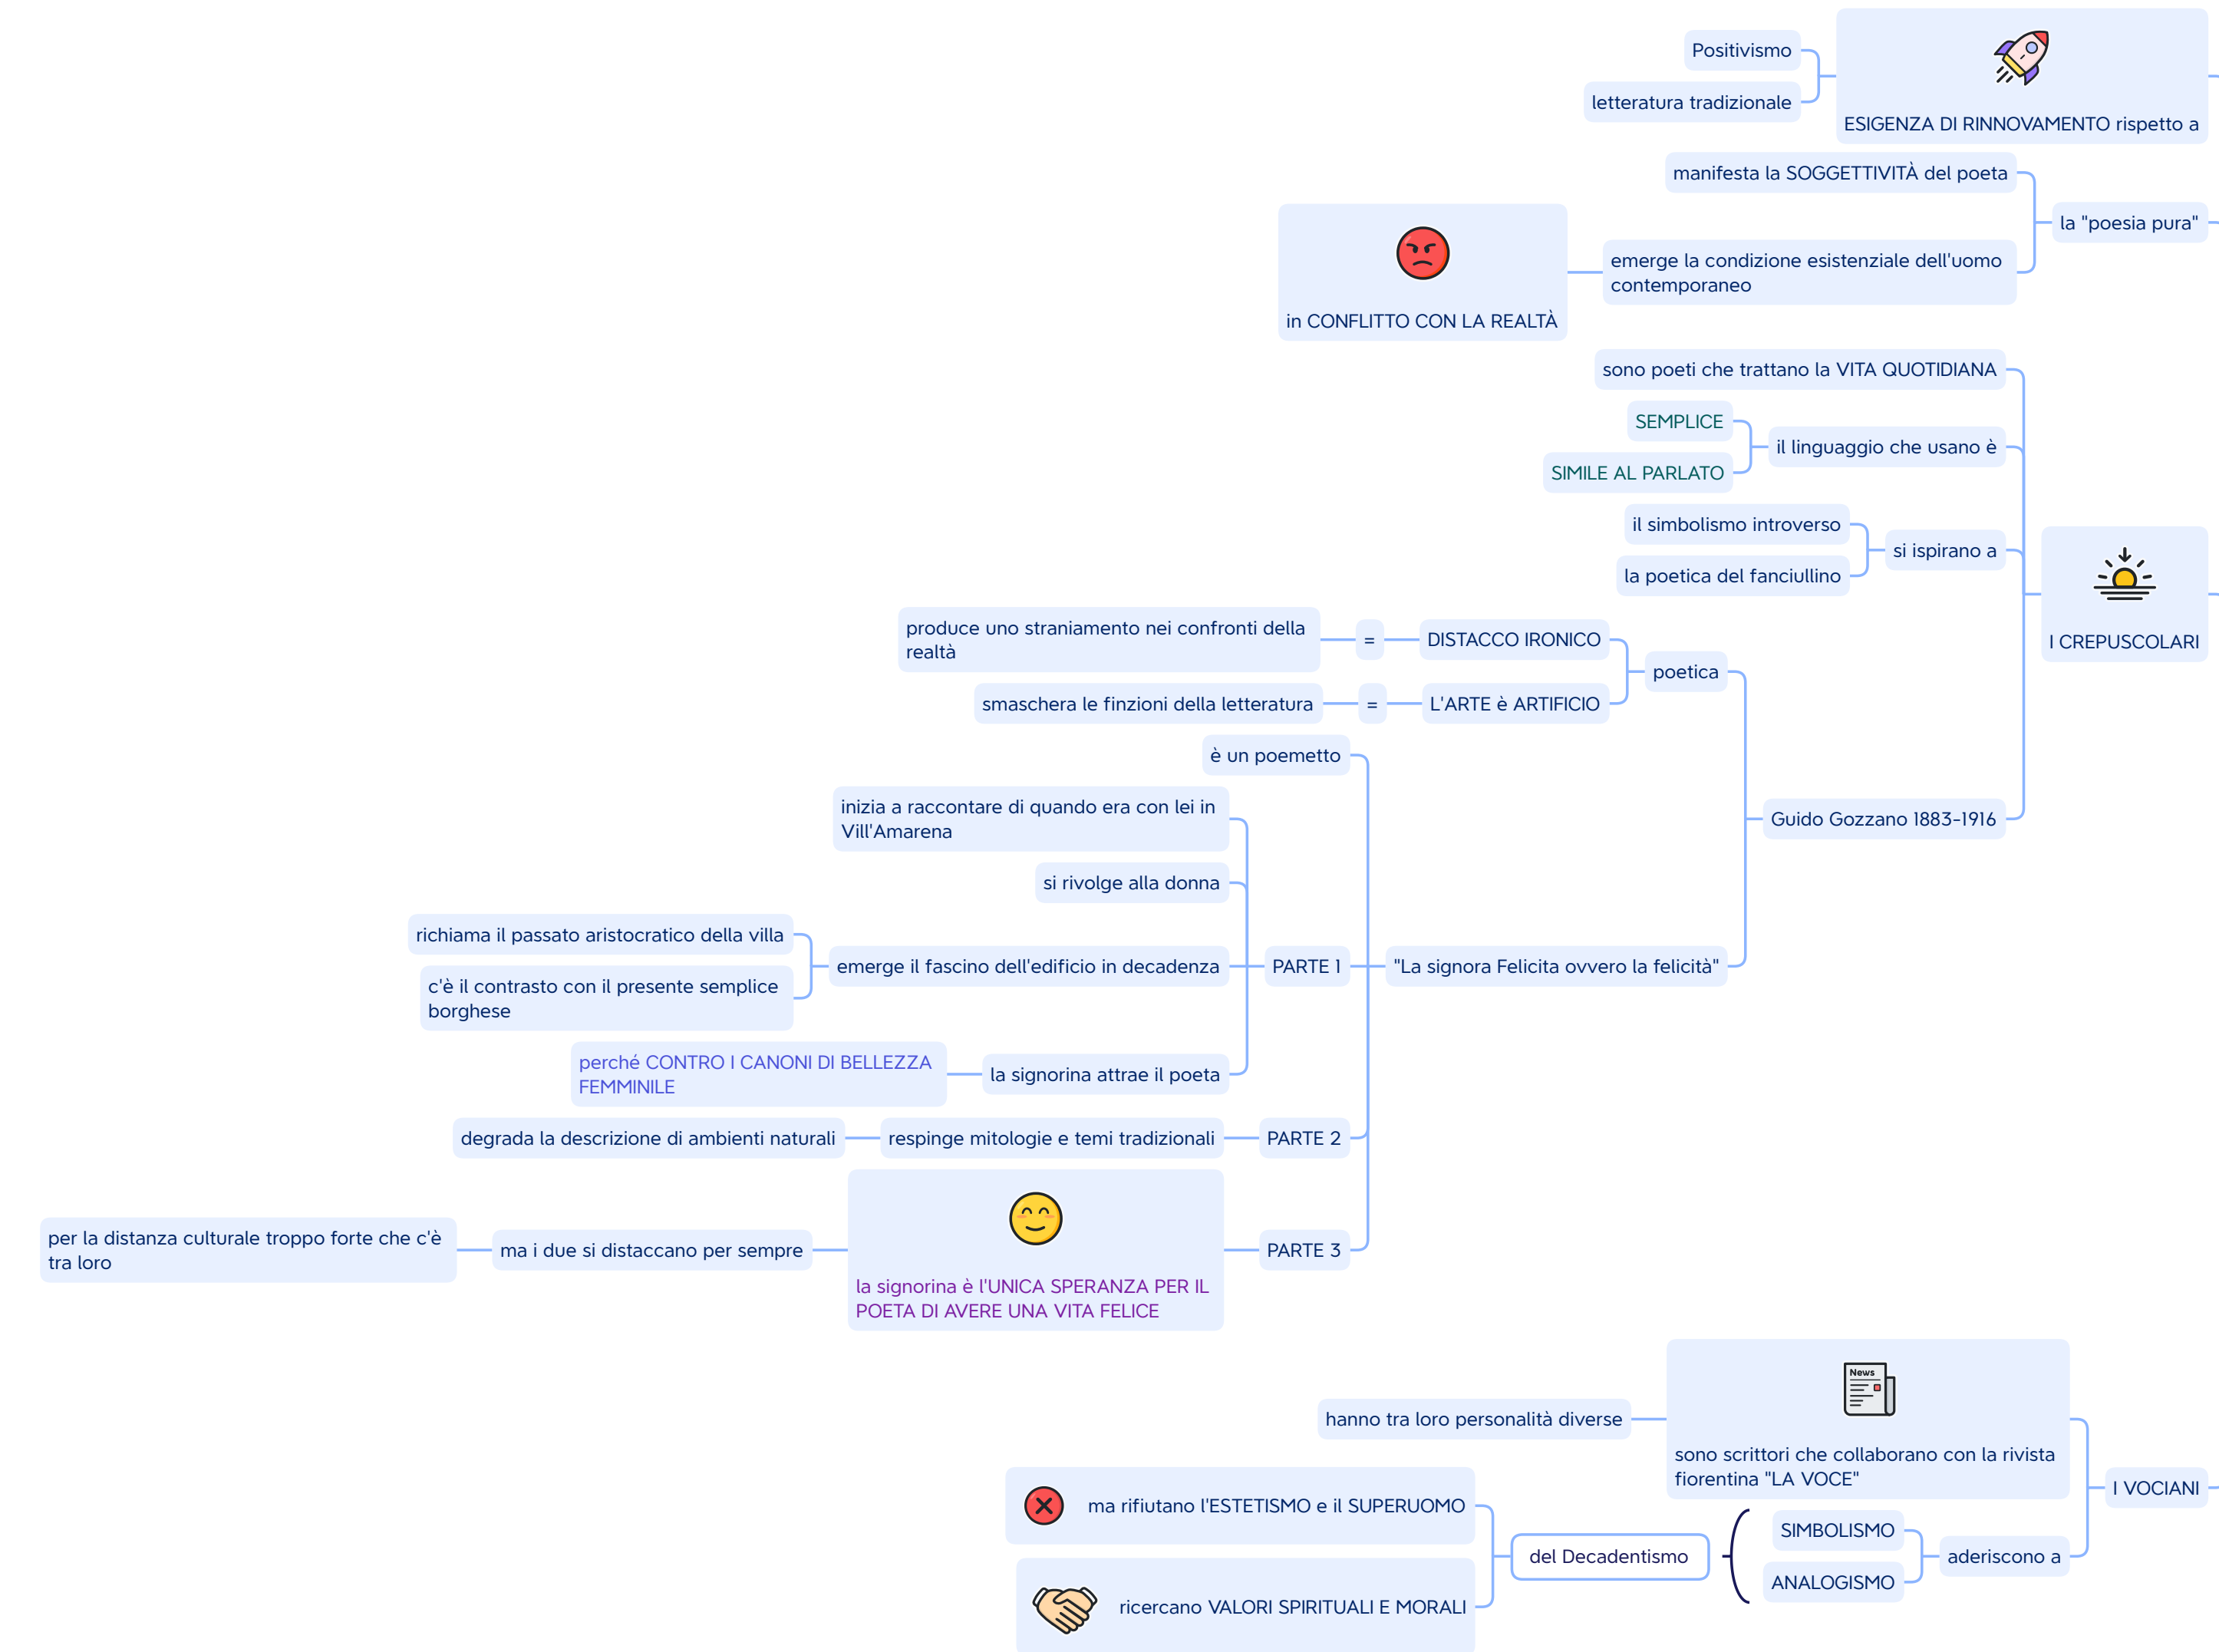 ESIGENZA DI RINNOVAMENTO rispetto a
Positivismo
letteratura tradizionale
la "poesia pura"
manifesta la SOGGETTIVITÀ del poeta
emerge la condizione esistenziale dell'uomo
contemporaneo
in CONFLITTO CON LA REALTÀ
I CREPUSCOLARI
sono poeti che trattano la VITA QUOTIDIANA
il linguaggio che usano è
SEMPLICE
SIMILE AL PARLATO
si ispirano a
il simbolismo introverso
la poetica del fanciullino
Guido Gozzano 1883-1916
poetica
DISTACCO IRONICO
=
produce uno straniamento nei confronti della
realtà
L'ARTE è ARTIFICIO
=
smaschera le finzioni della letteratura
"La signora Felicita ovvero la felicità"
è un poemetto
PARTE 1
inizia a raccontare di quando era con lei in
Vill'Amarena
si rivolge alla donna
emerge il fascino dell'edificio in decadenza
richiama il passato aristocratico della villa
c'è il contrasto con il presente semplice
borghese
la signorina attrae il poeta
perché CONTRO I CANONI DI BELLEZZA
FEMMINILE
PARTE 2
respinge mitologie e temi tradizionali
degrada la descrizione di ambienti naturali
PARTE 3
la signorina è l'UNICA SPERANZA PER IL
POETA DI AVERE UNA VITA FELICE
ma i due si distaccano per sempre
per la distanza culturale troppo forte che c'è
tra loro
I VOCIANI
News
sono scrittori che collaborano con la rivista
fiorentina "LA VOCE"
hanno tra loro personalità diverse
aderiscono a
SIMBOLISMO
ANALOGISMO
del Decadentismo
ma rifiutano l'ESTETISMO e il SUPERUOMO
ricercano VALORI SPIRITUALI E MORALI